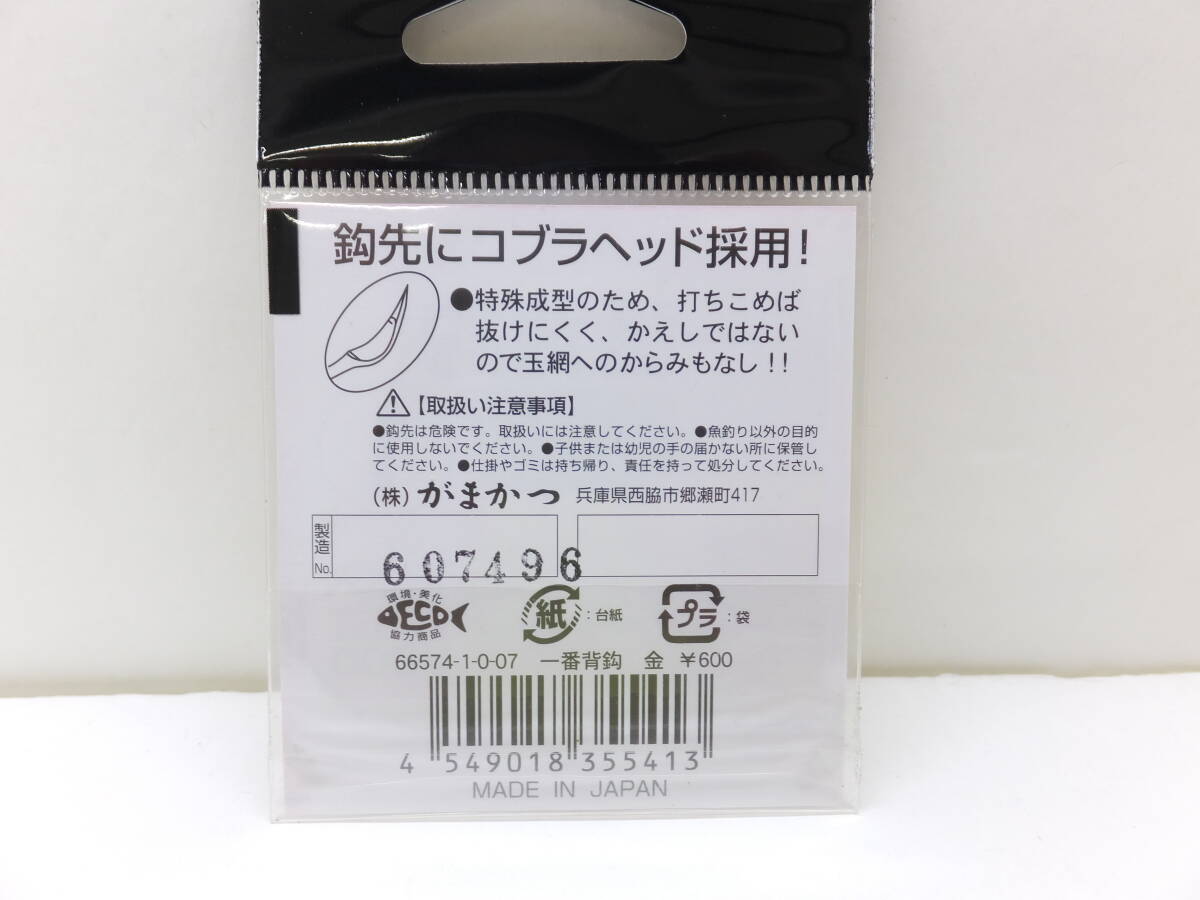 鈎先にコブラヘッド採用!
●特殊成型のため、打ちこめば
抜けにくく、かえしではない
ので玉網へのからみもなし!!
【取扱い注意事項】
●鈎先は危険です。取扱いには注意してください。●魚釣り以外の目的
に使用しないでください。●子供または幼児の手の届かない所に保管し
てください。●仕掛やゴミは持ち帰り、責任を持って処分してください。
(株) がまかつ 兵庫県西脇市郷瀬町417
製造No.
607496
環境・美化
ECO
協力商品
紙 :台紙
プラ :袋
66574-1-0-07 一番背鈎 金 ¥600
4 549018 355413
MADE IN JAPAN